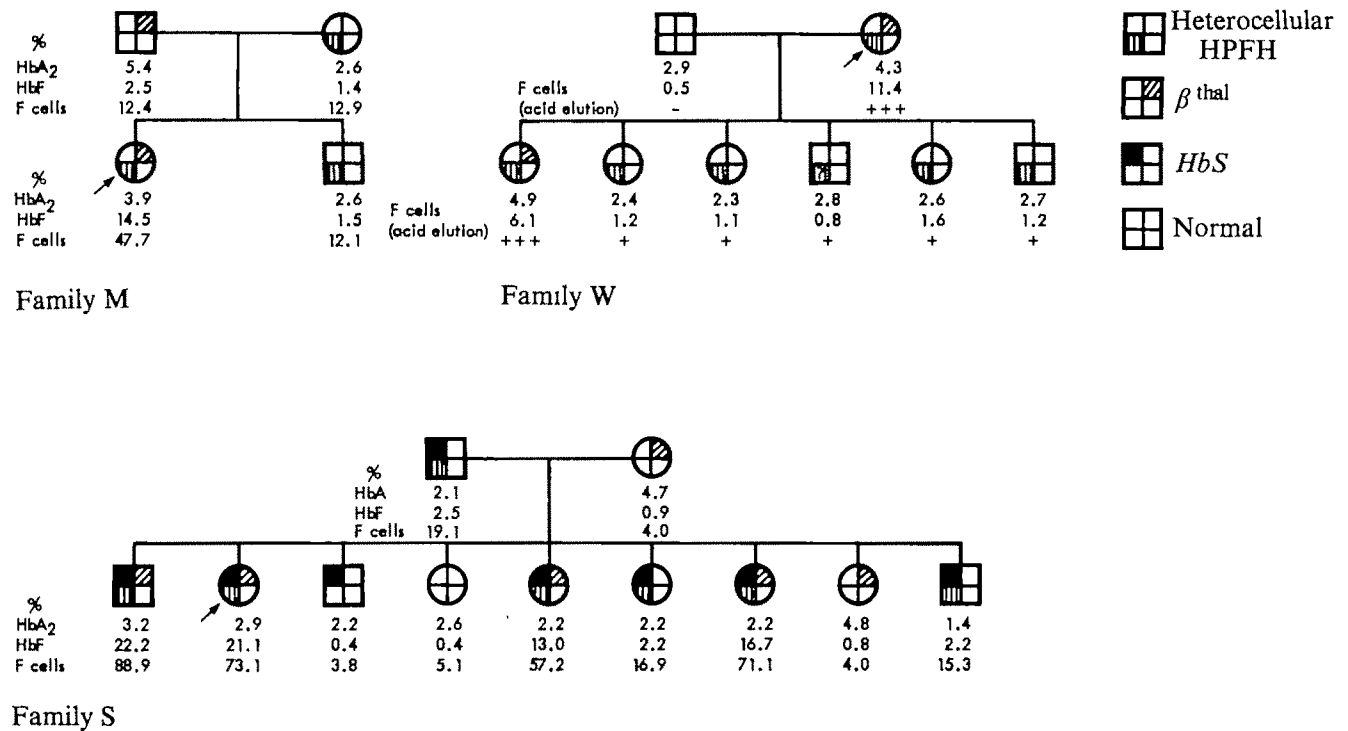 %
HbA2 5.4 2.6
HbF 2.5 1.4
F cells 12.4 12.9
%
HbA2 3.9 2.6
HbF 14.5 1.5
F cells 47.7 12.1
Family M
2.9 4.3
F cells 0.5 11.4
(acid elution) - +++
4.9 2.4 2.3 2.8 2.6 2.7
F cells 6.1 1.2 1.1 0.8 1.6 1.2
(acid elution) +++ + + + + +
Family W
Heterocellular
HPFH
β thal
HbS
Normal
%
HbA 2.1 4.7
HbF 2.5 0.9
F cells 19.1 4.0
%
HbA2 3.2 2.9 2.2 2.6 2.2 2.2 2.2 4.8 1.4
HbF 22.2 21.1 0.4 0.4 13.0 2.2 16.7 0.8 2.2
F cells 88.9 73.1 3.8 5.1 57.2 16.9 71.1 4.0 15.3
Family S